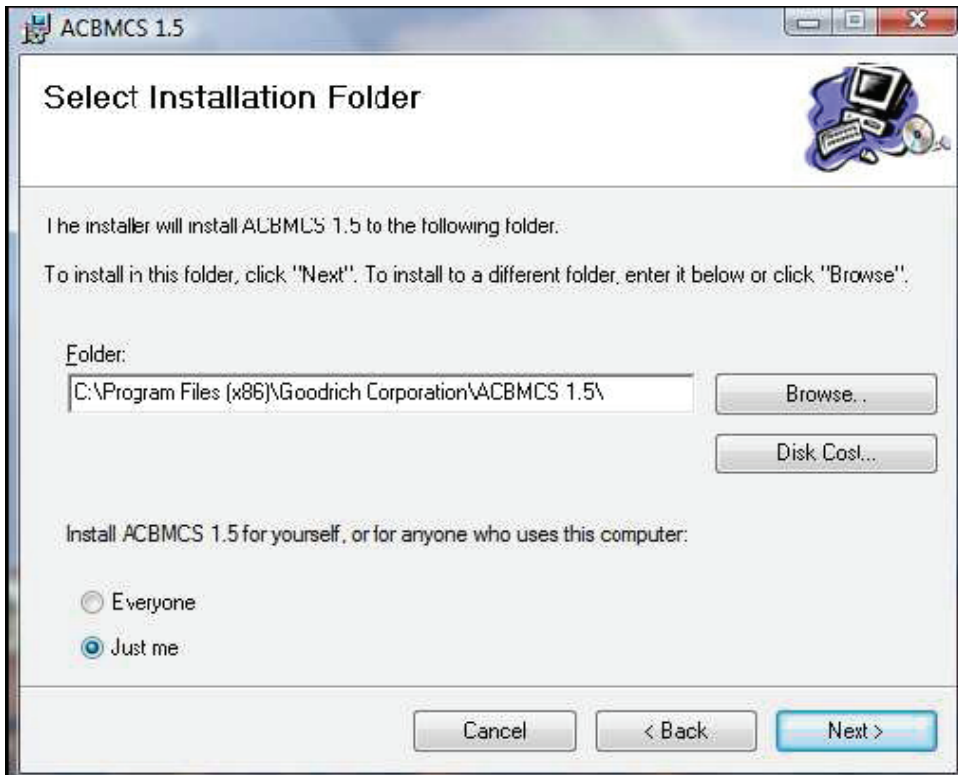 ACBMCS 1.5
Select Installation Folder
The installer will install ACBMCS 1.5 to the following folder.
To install in this folder, click "Next". To install to a different folder, enter it below or click "Browse".
Folder:
C:\Program Files (x86)\Goodrich Corporation\ACBMCS 1.5\
Browse...
Disk Cost...
Install ACBMCS 1.5 for yourself, or for anyone who uses this computer:
Everyone
Just me
Cancel
< Back
Next >